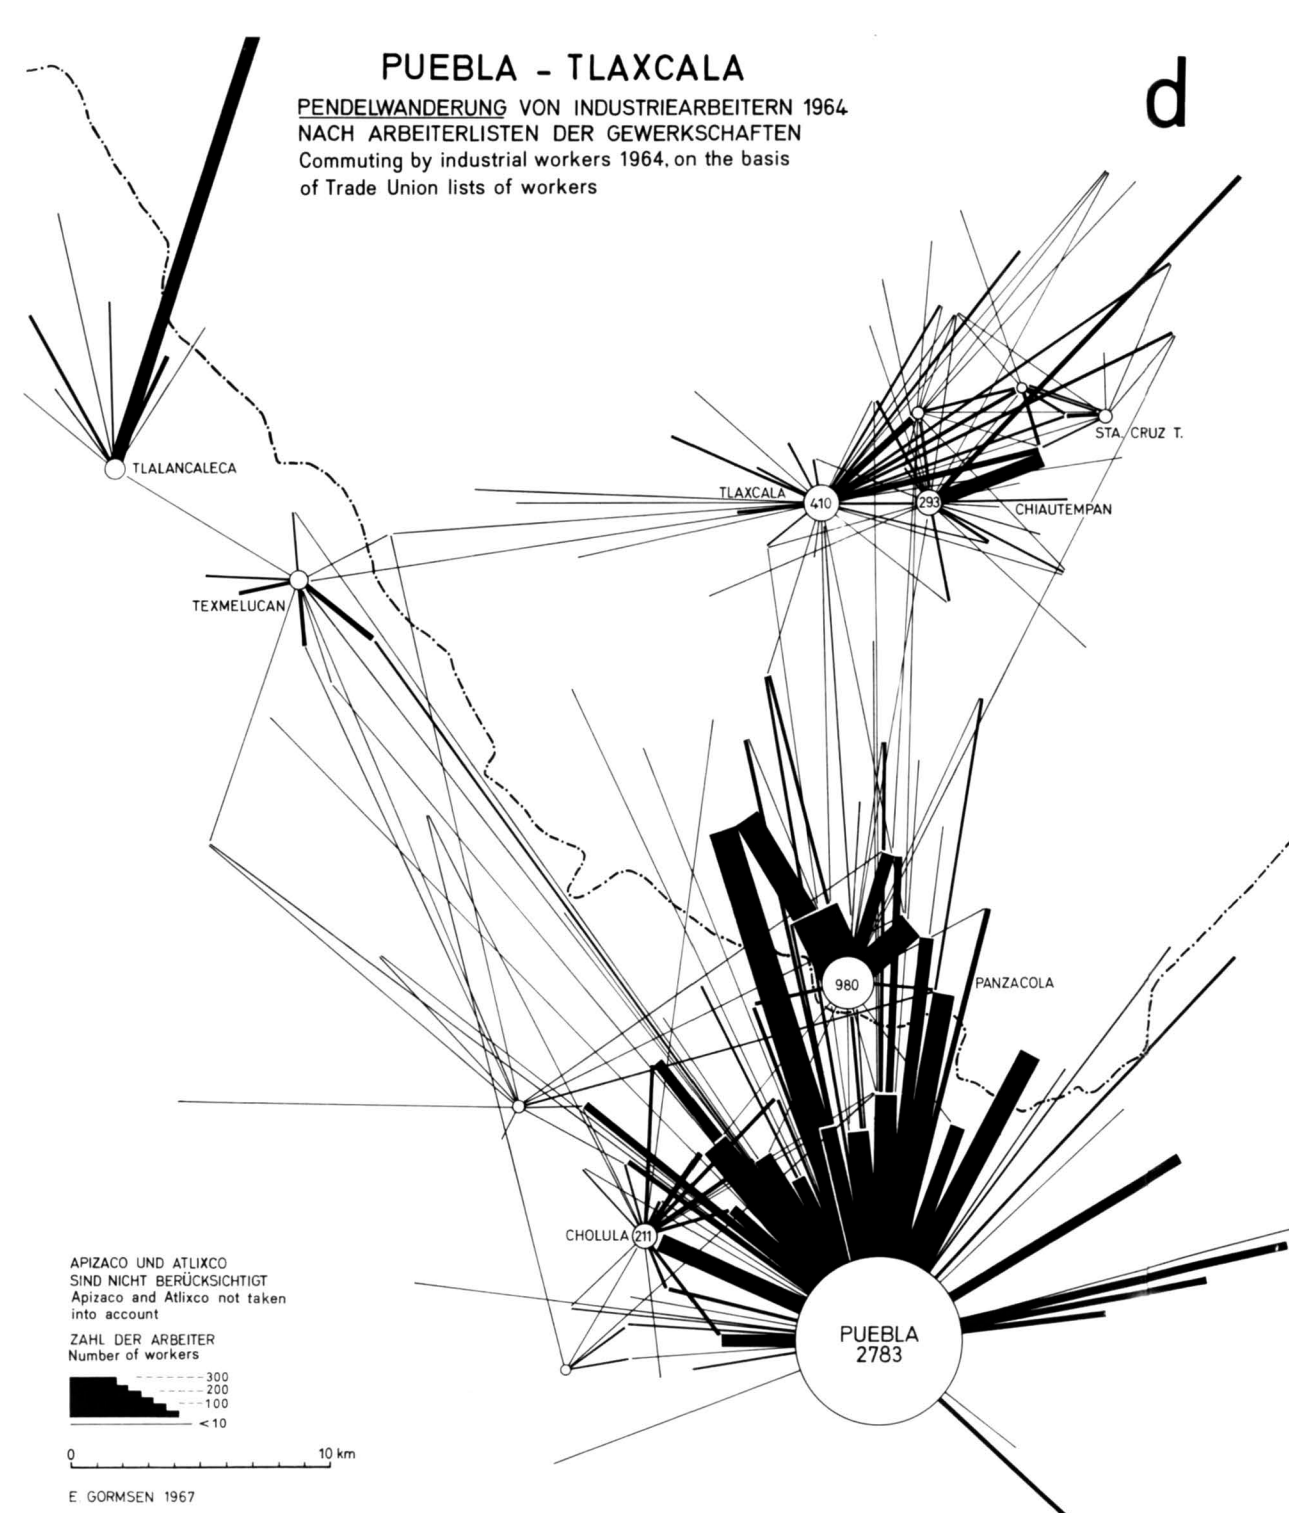 PUEBLA - TLAXCALA
PENDELWANDERUNG VON INDUSTRIEARBEITERN 1964
NACH ARBEITERLISTEN DER GEWERKSCHAFTEN
Commuting by industrial workers 1964, on the basis
of Trade Union lists of workers
d
STA. CRUZ T.
TLALANCALECA
TLAXCALA
410
293
CHIAUTEMPAN
TEXMELUCAN
980
PANZACOLA
CHOLULA
211
PUEBLA
2783
APIZACO UND ATLIXCO
SIND NICHT BERÜCKSICHTIGT
Apizaco and Atlixco not taken
into account
ZAHL DER ARBEITER
Number of workers
300
200
100
<10
0 10 km
E. GORMSEN 1967